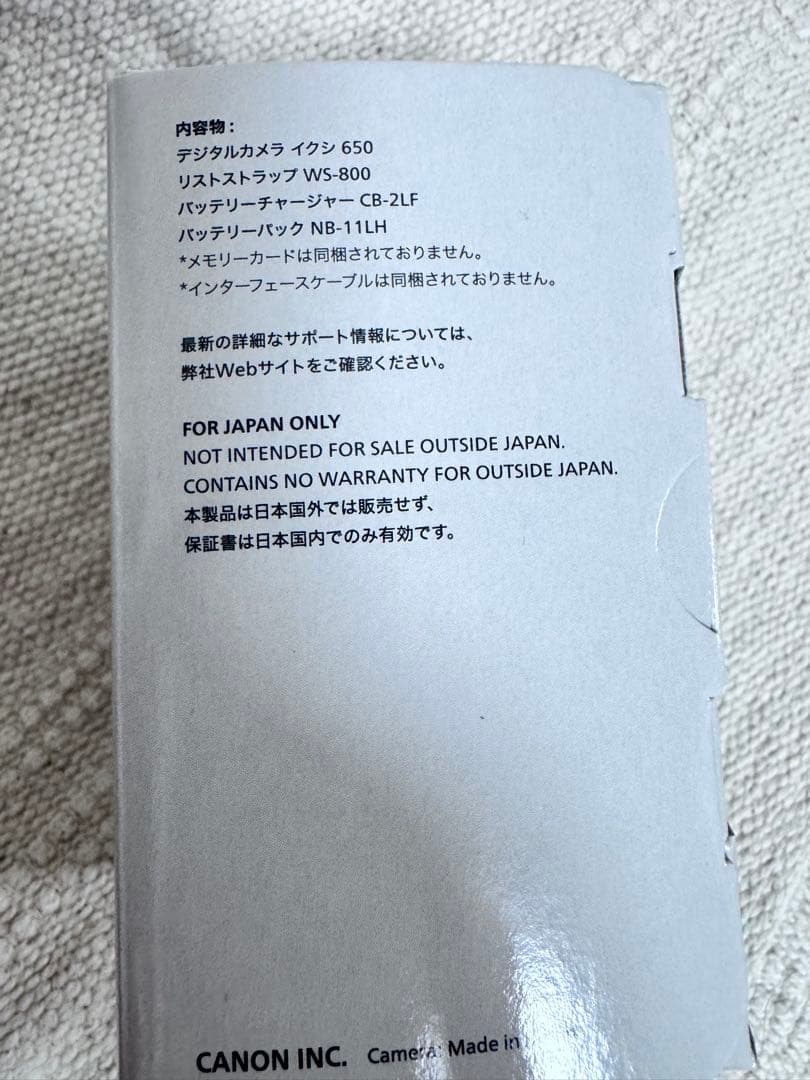 内容物：
デジタルカメラ イクシ 650
リストストラップ WS-800
バッテリーチャージャー CB-2LF
バッテリーパック NB-11LH
*メモリーカードは同梱されておりません。
*インターフェースケーブルは同梱されておりません。
最新の詳細なサポート情報については、
弊社Webサイトをご確認ください。
FOR JAPAN ONLY
NOT INTENDED FOR SALE OUTSIDE JAPAN.
CONTAINS NO WARRANTY FOR OUTSIDE JAPAN.
本製品は日本国外では販売せず、
保証書は日本国内でのみ有効です。
CANON INC. Camera: Made in